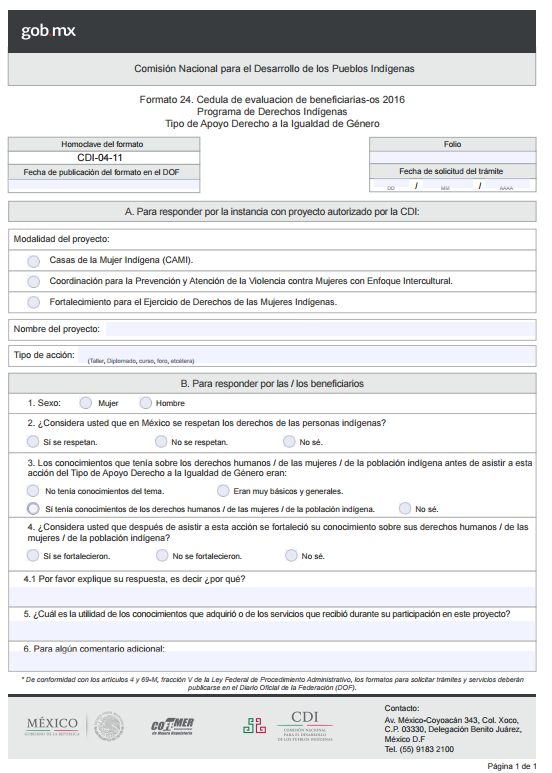 gob.mx
Comisión Nacional para el Desarrollo de los Pueblos Indígenas
Formato 24. Cedula de evaluacion de beneficiarias-os 2016
Programa de Derechos Indígenas
Tipo de Apoyo Derecho a la Igualdad de Género
Homoclave del formato
CDI-04-11
Fecha de publicación del formato en el DOF
Folio
Fecha de solicitud del trámite
/ /
DD MM AAAA
A. Para responder por la instancia con proyecto autorizado por la CDI:
Modalidad del proyecto:
Casas de la Mujer Indígena (CAMI).
Coordinación para la Prevención y Atención de la Violencia contra Mujeres con Enfoque Intercultural.
Fortalecimiento para el Ejercicio de Derechos de las Mujeres Indígenas.
Nombre del proyecto:
Tipo de acción:
(Taller, Diplomado, curso, foro, etcétera)
B. Para responder por las / los beneficiarios
1. Sexo: Mujer Hombre
2. ¿Considera usted que en México se respetan los derechos de las personas indígenas?
Sí se respetan. No se respetan. No sé.
3. Los conocimientos que tenía sobre los derechos humanos / de las mujeres / de la población indígena antes de asistir a esta
acción del Tipo de Apoyo Derecho a la Igualdad de Género eran:
No tenía conocimientos del tema. Eran muy básicos y generales.
Sí tenía conocimientos de los derechos humanos / de las mujeres / de la población indígena. No sé.
4. ¿Considera usted que después de asistir a esta acción se fortaleció su conocimiento sobre sus derechos humanos / de las
mujeres / de la población indígena?
Sí se fortalecieron. No se fortalecieron. No sé.
4.1 Por favor explique su respuesta, es decir ¿por qué?
5. ¿Cuál es la utilidad de los conocimientos que adquirió o de los servicios que recibió durante su participación en este proyecto?
6. Para algún comentario adicional:
* De conformidad con los artículos 4 y 69-M, fracción V de la Ley Federal de Procedimiento Administrativo, los formatos para solicitar trámites y servicios deberán
publicarse en el Diario Oficial de la Federación (DOF).
MÉXICO
GOBIERNO DE LA REPÚBLICA
COFEMER
de Mejora Regulatoria
CDI
COMISIÓN NACIONAL
PARA EL DESARROLLO
DE LOS PUEBLOS INDÍGENAS
Contacto:
Av. México-Coyoacán 343, Col. Xoco,
C.P. 03330, Delegación Benito Juárez,
México D.F
Tel. (55) 9183 2100
Página 1 de 1